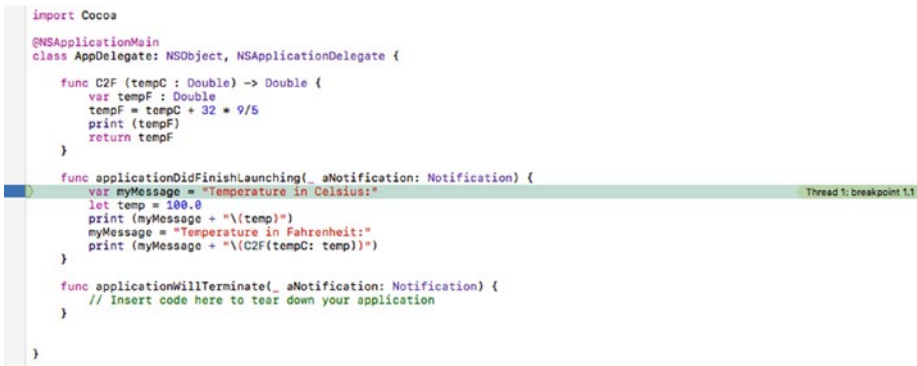 import Cocoa
@NSApplicationMain
class AppDelegate: NSObject, NSApplicationDelegate {
func C2F (tempC : Double) -> Double {
var tempF : Double
tempF = tempC + 32 * 9/5
print (tempF)
return tempF
}
func applicationDidFinishLaunching(_ aNotification: Notification) {
var myMessage = "Temperature in Celsius:" Thread 1: breakpoint 1.1
let temp = 100.0
print (myMessage + "\(temp)")
myMessage = "Temperature in Fahrenheit:"
print (myMessage + "\(C2F(tempC: temp))")
}
func applicationWillTerminate(_ aNotification: Notification) {
// Insert code here to tear down your application
}
}